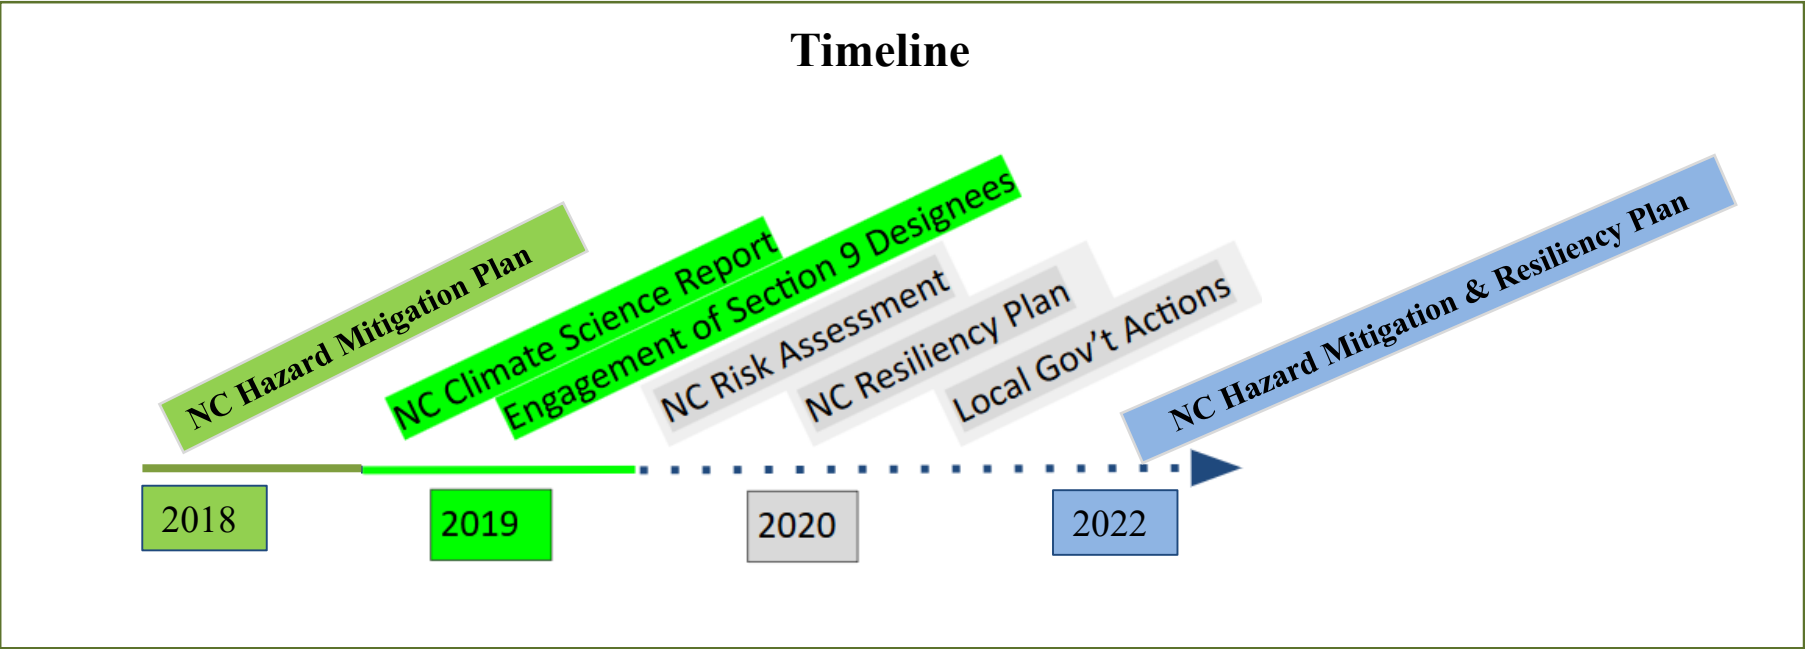 Timeline
NC Hazard Mitigation Plan
NC Climate Science Report
Engagement of Section 9 Designees
NC Risk Assessment
NC Resiliency Plan
Local Gov’t Actions
NC Hazard Mitigation & Resiliency Plan
2018
2019
2020
2022